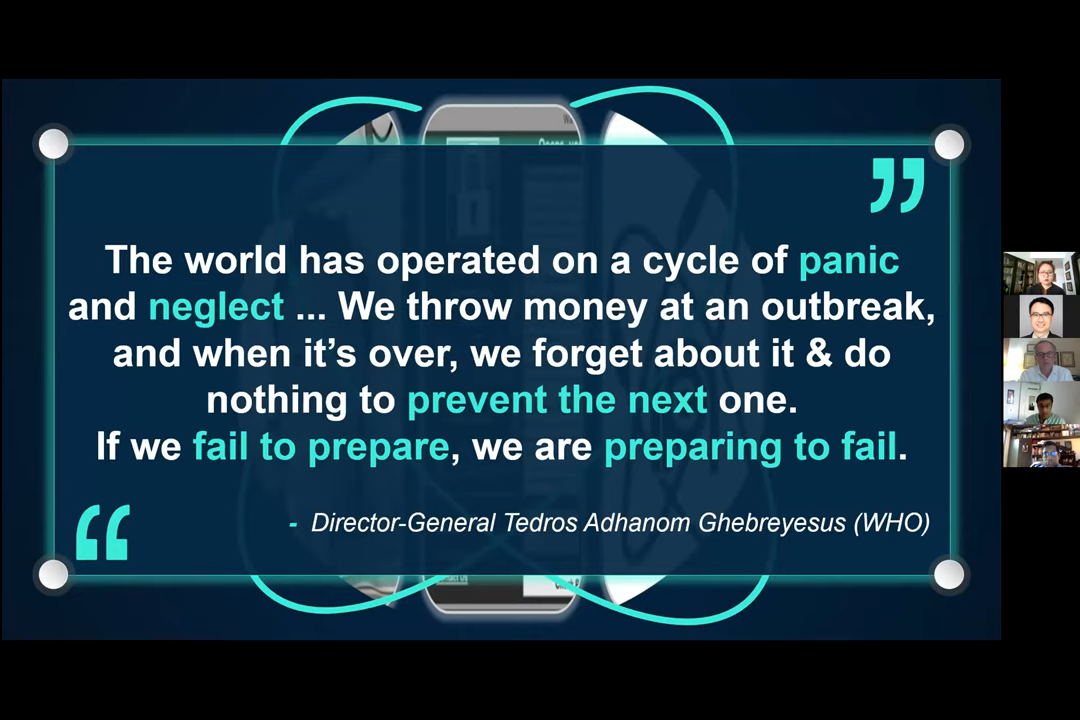 The world has operated on a cycle of panic
and neglect ... We throw money at an outbreak,
and when it’s over, we forget about it & do
nothing to prevent the next one.
If we fail to prepare, we are preparing to fail.
- Director-General Tedros Adhanom Ghebreyesus (WHO)